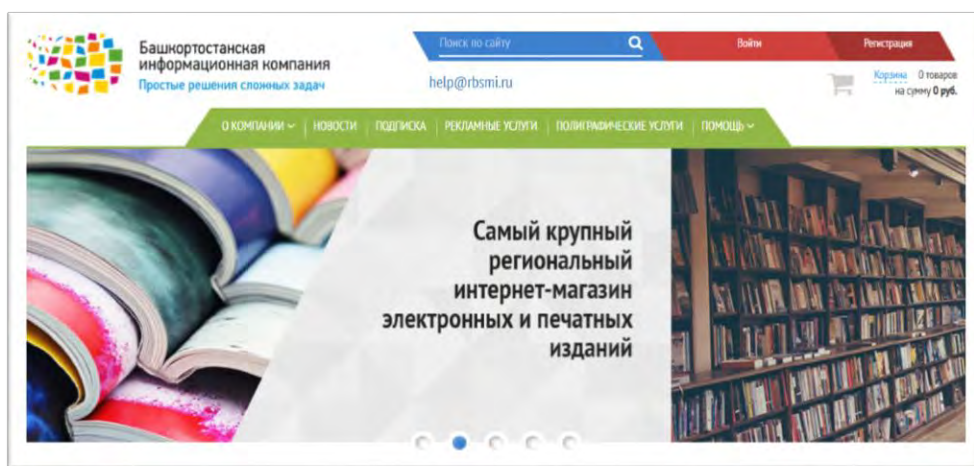 Башкортостанская
информационная компания
Простые решения сложных задач
Поиск по сайту
Войти
Регистрация
help@rbsmi.ru
Корзина 0 товаров
на сумму 0 руб.
О КОМПАНИИ НОВОСТИ ПОДПИСКА РЕКЛАМНЫЕ УСЛУГИ ПОЛИГРАФИЧЕСКИЕ УСЛУГИ ПОМОЩЬ
Самый крупный
региональный
интернет-магазин
электронных и печатных
изданий